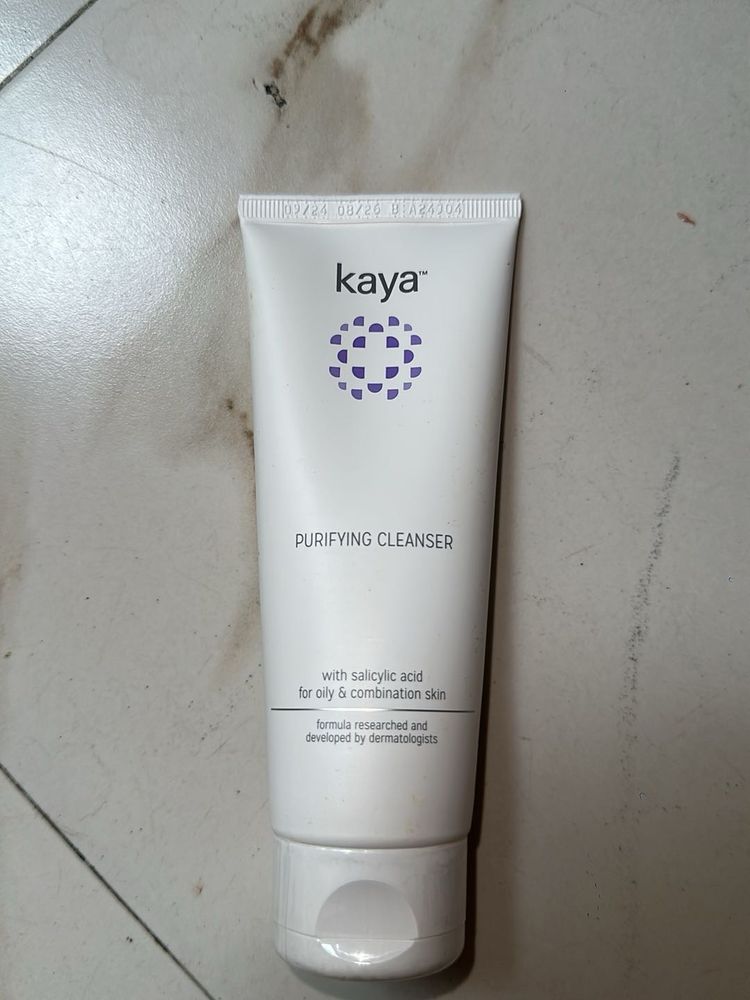 09/24 08/26 B:A24304
kaya™
PURIFYING CLEANSER
with salicylic acid
for oily & combination skin
formula researched and
developed by dermatologists